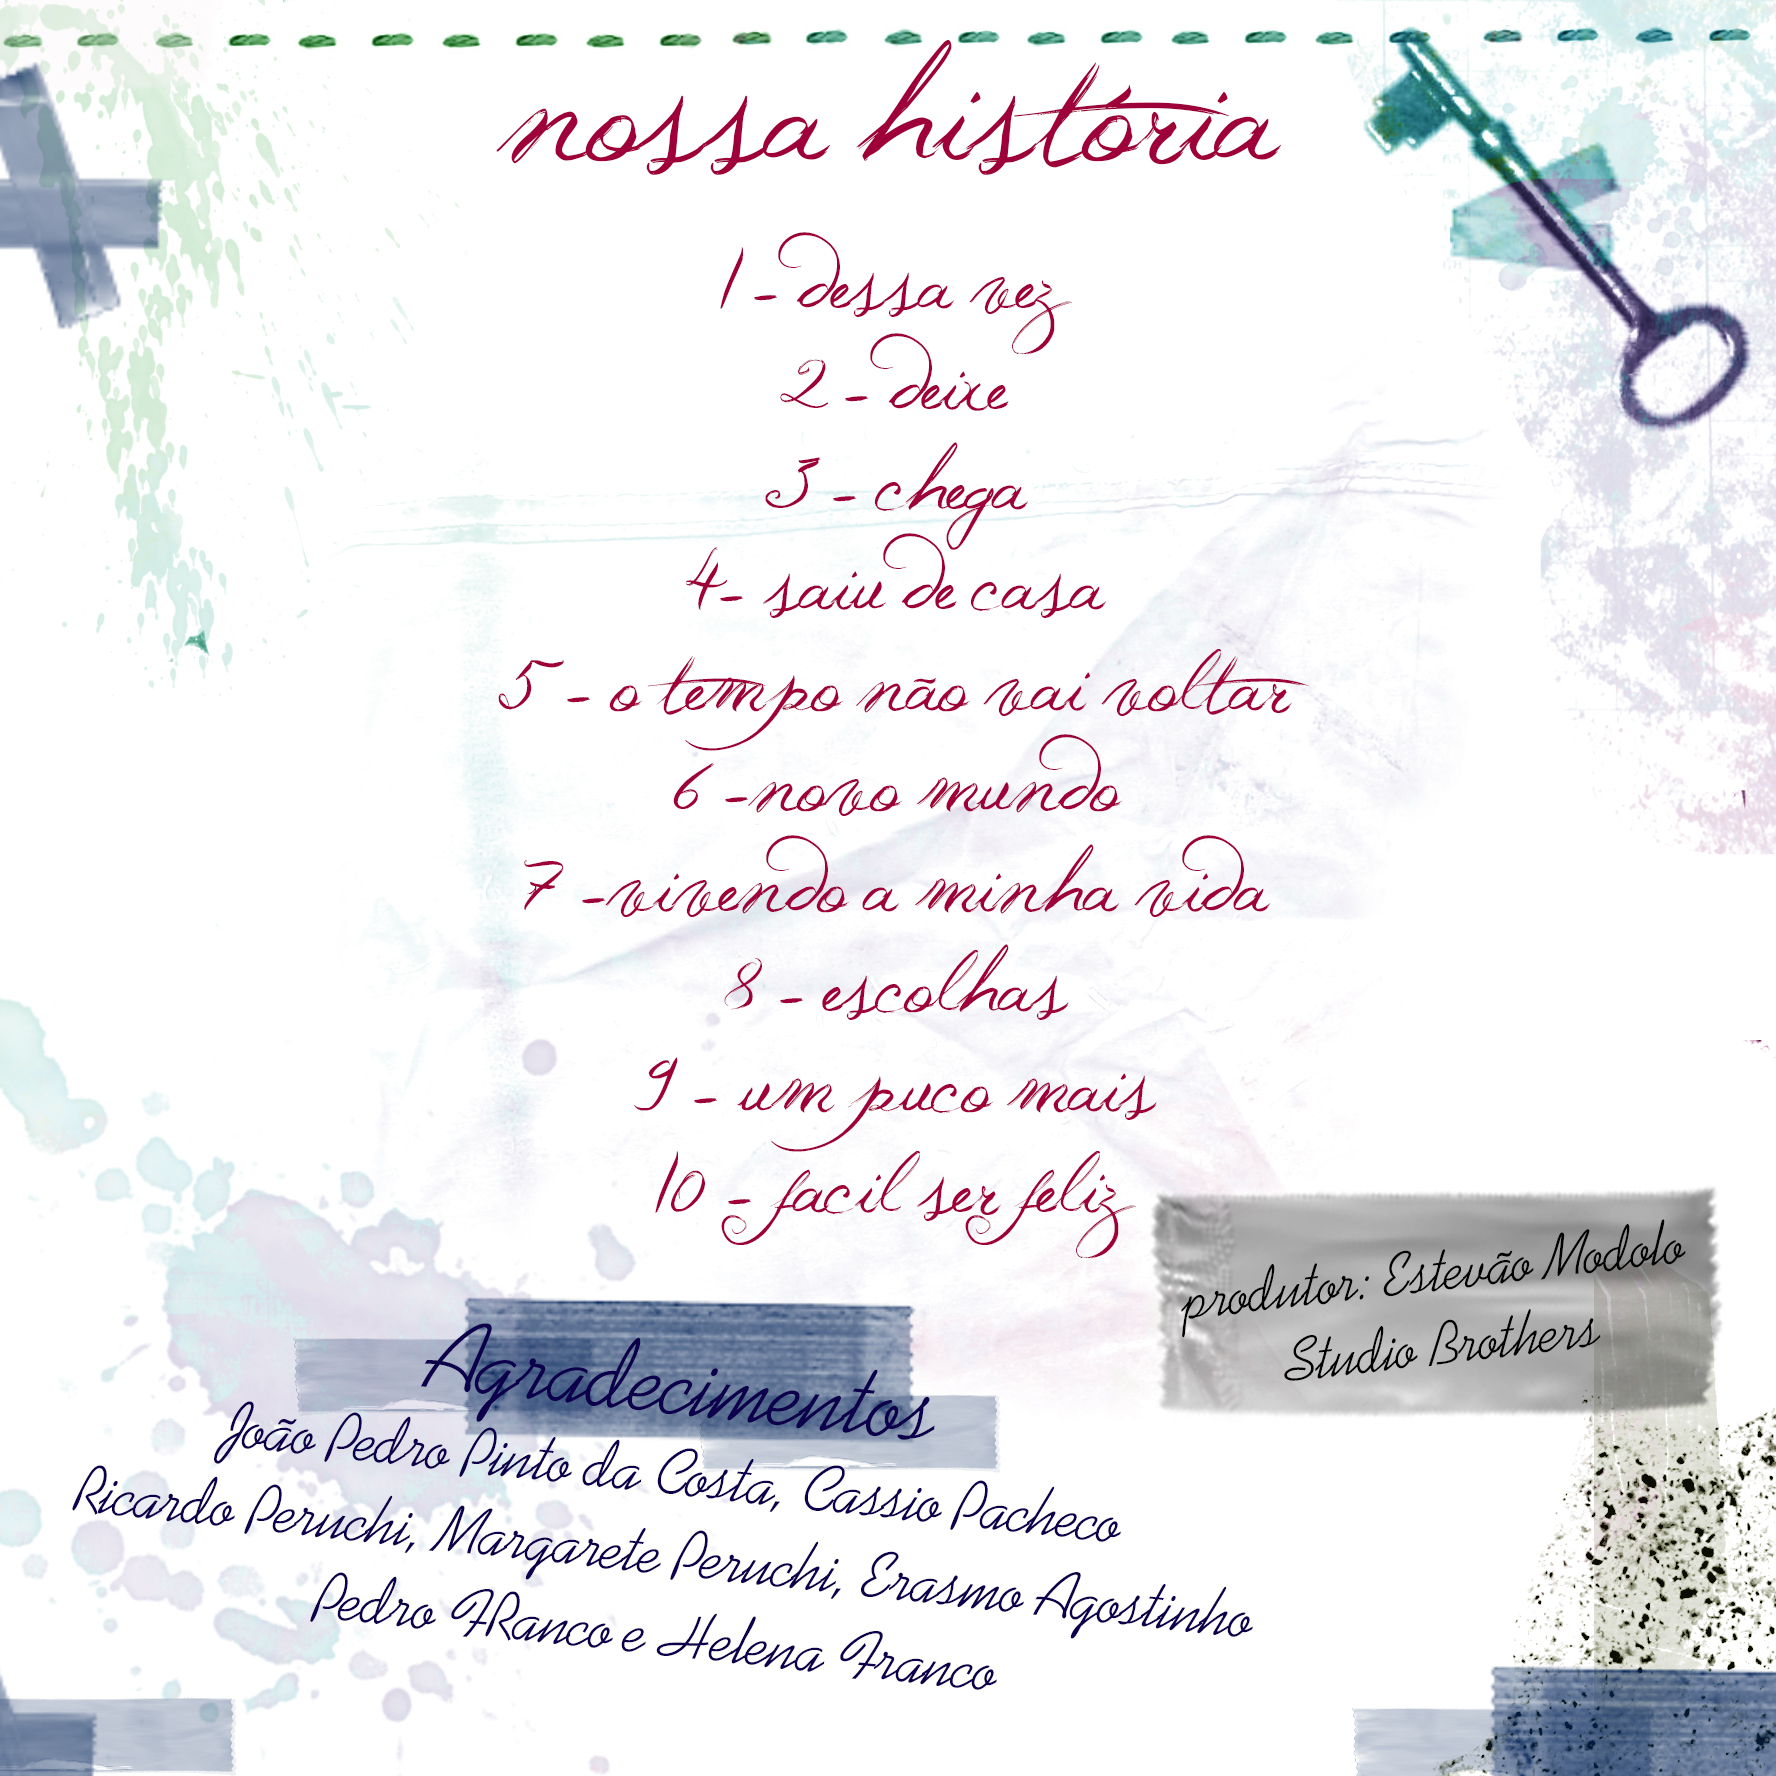 nossa história
1 - dessa vez
2 - deixe
3 - chega
4- saiu de casa
5 - o tempo não vai voltar
6 -novo mundo
7 -vivendo a minha vida
8 - escolhas
9 - um puco mais
10 - facil ser feliz
produtor: Estevão Modolo
Studio Brothers
Agradecimentos
João Pedro Pinto da Costa, Cassio Pacheco
Ricardo Peruchi, Margarete Peruchi, Erasmo Agostinho
Pedro FRanco e Helena Franco